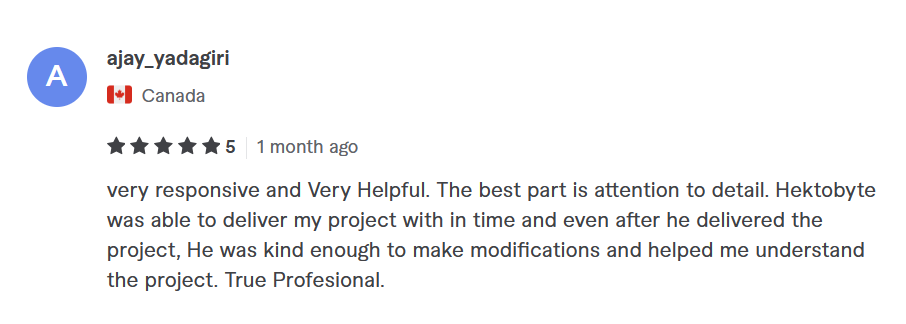 A
ajay_yadagiri
Canada
5 1 month ago
very responsive and Very Helpful. The best part is attention to detail. Hektobyte
was able to deliver my project with in time and even after he delivered the
project, He was kind enough to make modifications and helped me understand
the project. True Profesional.